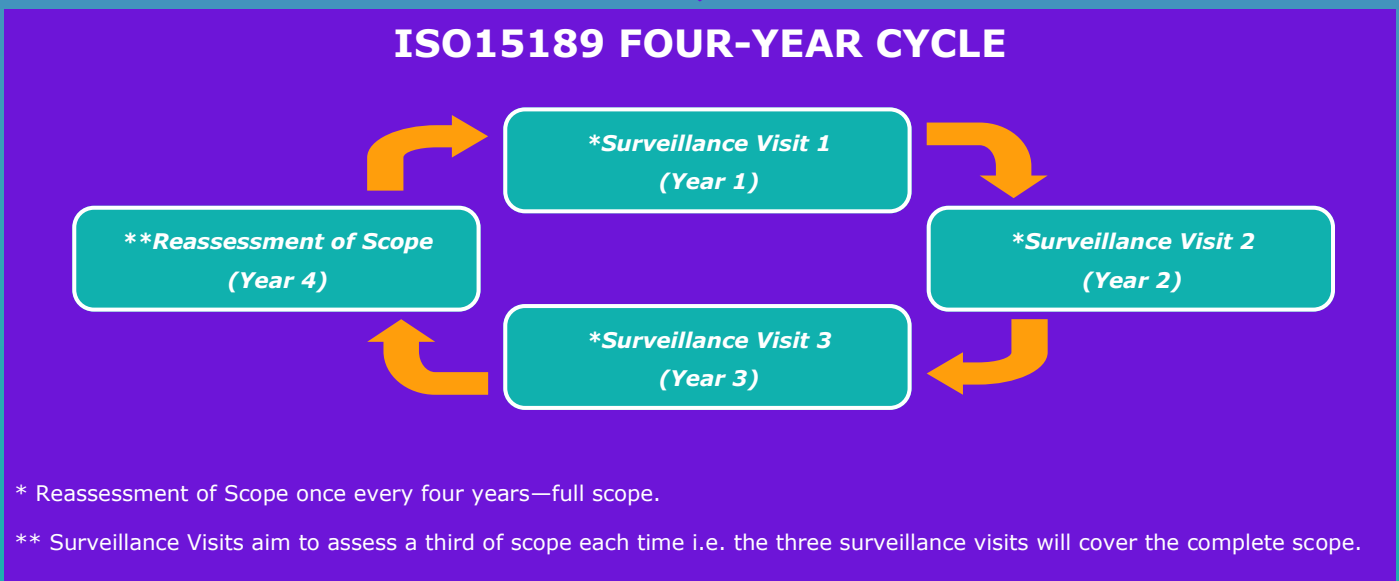 ISO15189 FOUR-YEAR CYCLE
*Surveillance Visit 1
(Year 1)
**Reassessment of Scope
(Year 4)
*Surveillance Visit 2
(Year 2)
*Surveillance Visit 3
(Year 3)
* Reassessment of Scope once every four years—full scope.
** Surveillance Visits aim to assess a third of scope each time i.e. the three surveillance visits will cover the complete scope.